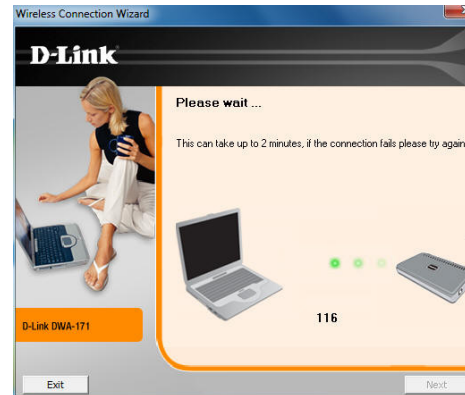 Wireless Connection Wizard
D-Link
Please wait ...
This can take up to 2 minutes, if the connection fails please try again
116
D-Link DWA-171
Exit
Next